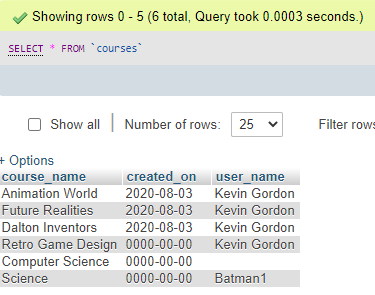 Showing rows 0 - 5 (6 total, Query took 0.0003 seconds.)
SELECT * FROM `courses`
Show all | Number of rows: 25 Filter rows
+ Options
course_name created_on user_name
Animation World 2020-08-03 Kevin Gordon
Future Realities 2020-08-03 Kevin Gordon
Dalton Inventors 2020-08-03 Kevin Gordon
Retro Game Design 0000-00-00 Kevin Gordon
Computer Science 0000-00-00
Science 0000-00-00 Batman1